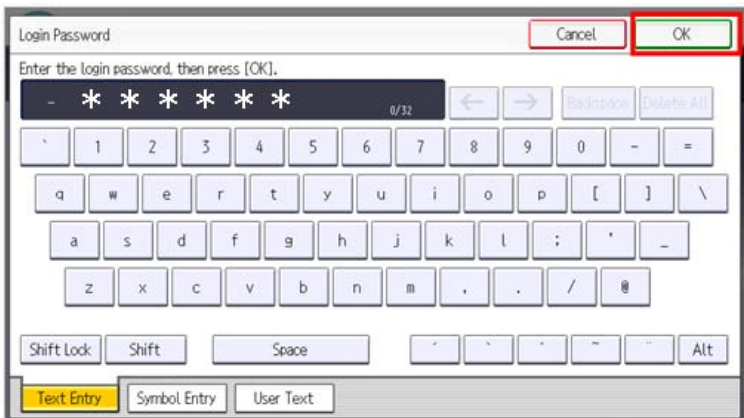 Login Password Cancel OK
Enter the login password, then press [OK].
_ ****** 0/32 ← → Backspace Delete All
` 1 2 3 4 5 6 7 8 9 0 - =
q w e r t y u i o p [ ] \
a s d f g h j k l ; ' _
z x c v b n m , . / @
Shift Lock Shift Space ´ ` ^ ~ ¨ Alt
Text Entry Symbol Entry User Text